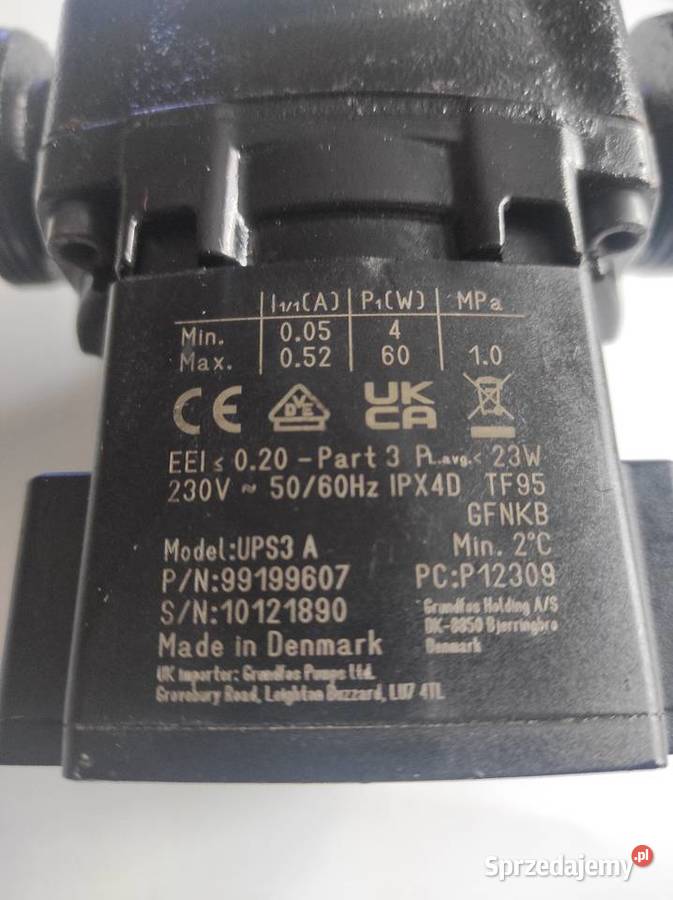 I₁/₁(A) P₁(W) MPa
Min. 0.05 4
Max. 0.52 60 1.0
CE VDE UK CA
EEI ≤ 0.20 - Part 3 PL,avg.< 23W
230V ~ 50/60Hz IPX4D TF95
GFNKB
Model:UPS3 A Min. 2°C
P/N:99199607 PC:P12309
S/N:10121890 Grundfos Holding A/S
DK-8850 Bjerringbro
Made in Denmark Denmark
UK importer: Grundfos Pumps Ltd.
Grovebury Road, Leighton Buzzard, LU7 4TL
Sprzedajemy.pl